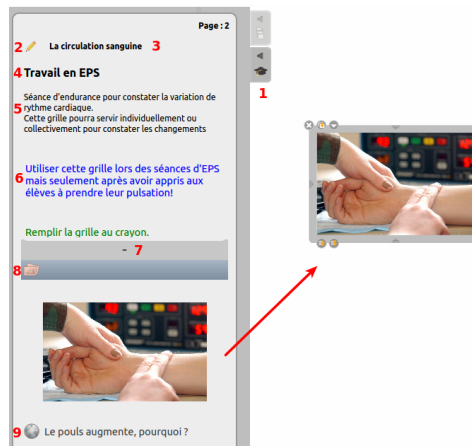 Page : 2
2 La circulation sanguine 3
1
4 Travail en EPS
Séance d'endurance pour constater la variation de
5 rythme cardiaque.
Cette grille pourra servir individuellement ou
collectivement pour constater les changements
Utiliser cette grille lors des séances d'EPS
6 mais seulement après avoir appris aux
élèves à prendre leur pulsation!
Remplir la grille au crayon.
- 7
8
9 Le pouls augmente, pourquoi ?